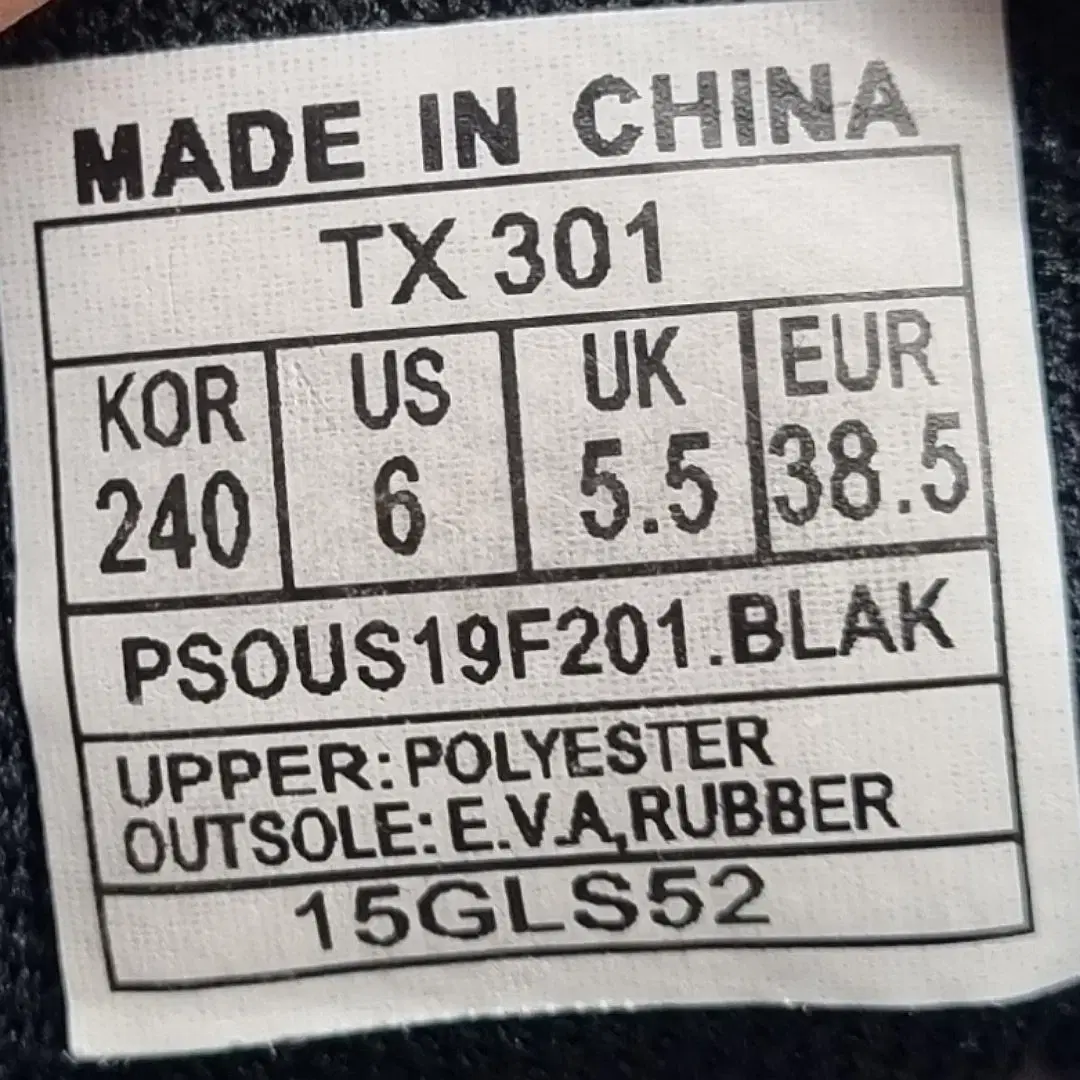 MADE IN CHINA
TX 301
KOR US UK EUR
240 6 5.5 38.5
PSOUS19F201.BLAK
UPPER:POLYESTER
OUTSOLE:E.V.A,RUBBER
15GLS52